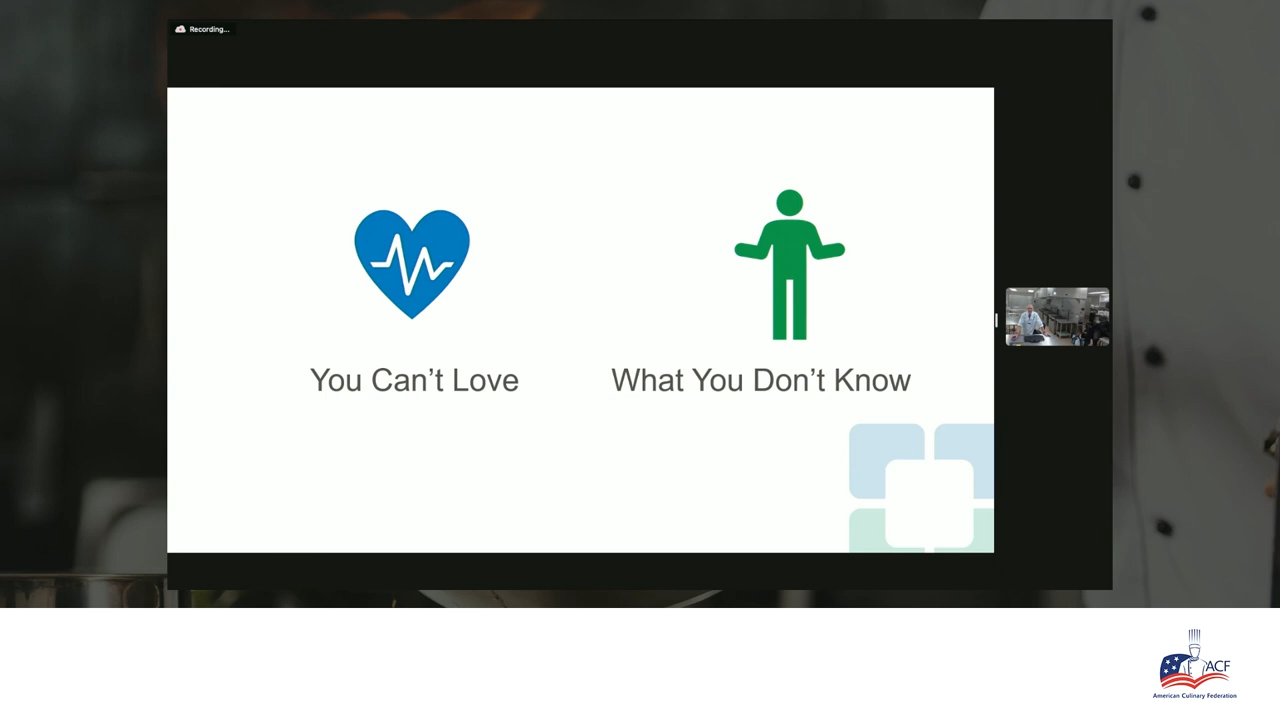 Recording...
You Can't Love
What You Don't Know
ACF
American Culinary Federation